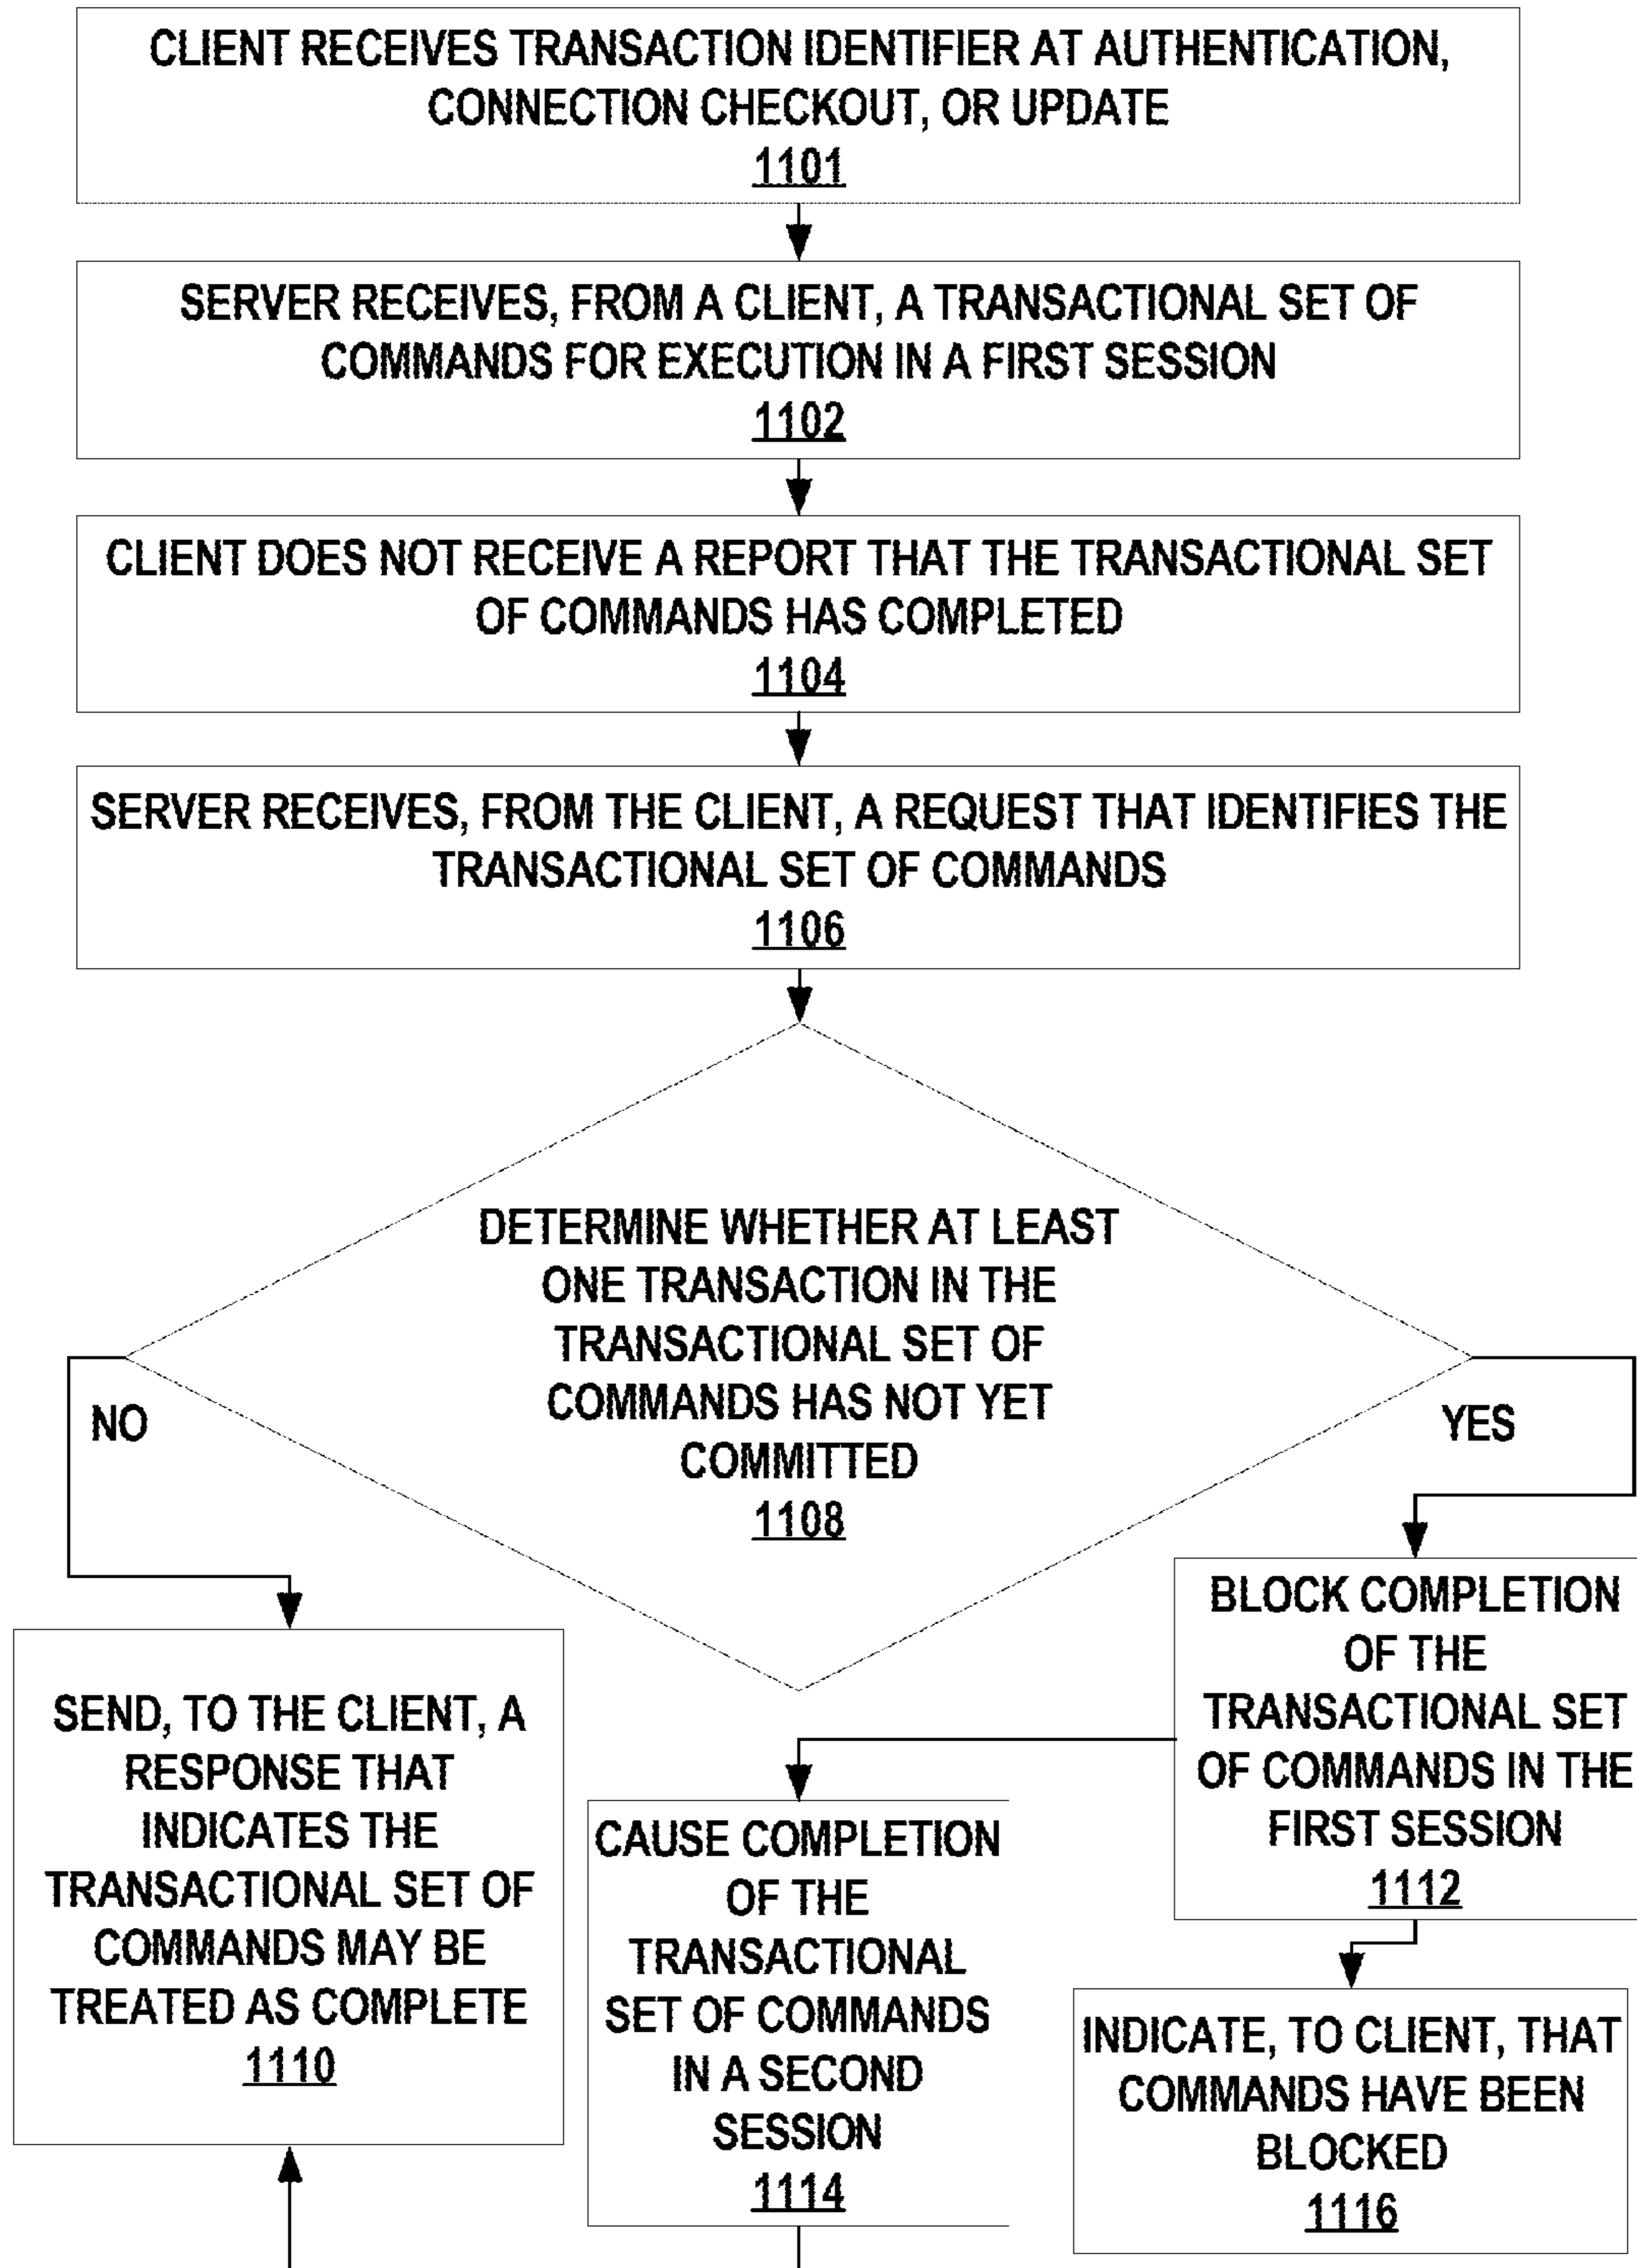 CLIENT RECEIVES TRANSACTION IDENTIFIER AT AUTHENTICATION,
CONNECTION CHECKOUT, OR UPDATE
1101
SERVER RECEIVES, FROM A CLIENT, A TRANSACTIONAL SET OF
COMMANDS FOR EXECUTION IN A FIRST SESSION
1102
CLIENT DOES NOT RECEIVE A REPORT THAT THE TRANSACTIONAL SET
OF COMMANDS HAS COMPLETED
1104
SERVER RECEIVES, FROM THE CLIENT, A REQUEST THAT IDENTIFIES THE
TRANSACTIONAL SET OF COMMANDS
1106
DETERMINE WHETHER AT LEAST
ONE TRANSACTION IN THE
TRANSACTIONAL SET OF
COMMANDS HAS NOT YET
COMMITTED
1108
NO
YES
SEND, TO THE CLIENT, A
RESPONSE THAT
INDICATES THE
TRANSACTIONAL SET OF
COMMANDS MAY BE
TREATED AS COMPLETE
1110
BLOCK COMPLETION
OF THE
TRANSACTIONAL SET
OF COMMANDS IN THE
FIRST SESSION
1112
CAUSE COMPLETION
OF THE
TRANSACTIONAL
SET OF COMMANDS
IN A SECOND
SESSION
1114
INDICATE, TO CLIENT, THAT
COMMANDS HAVE BEEN
BLOCKED
1116